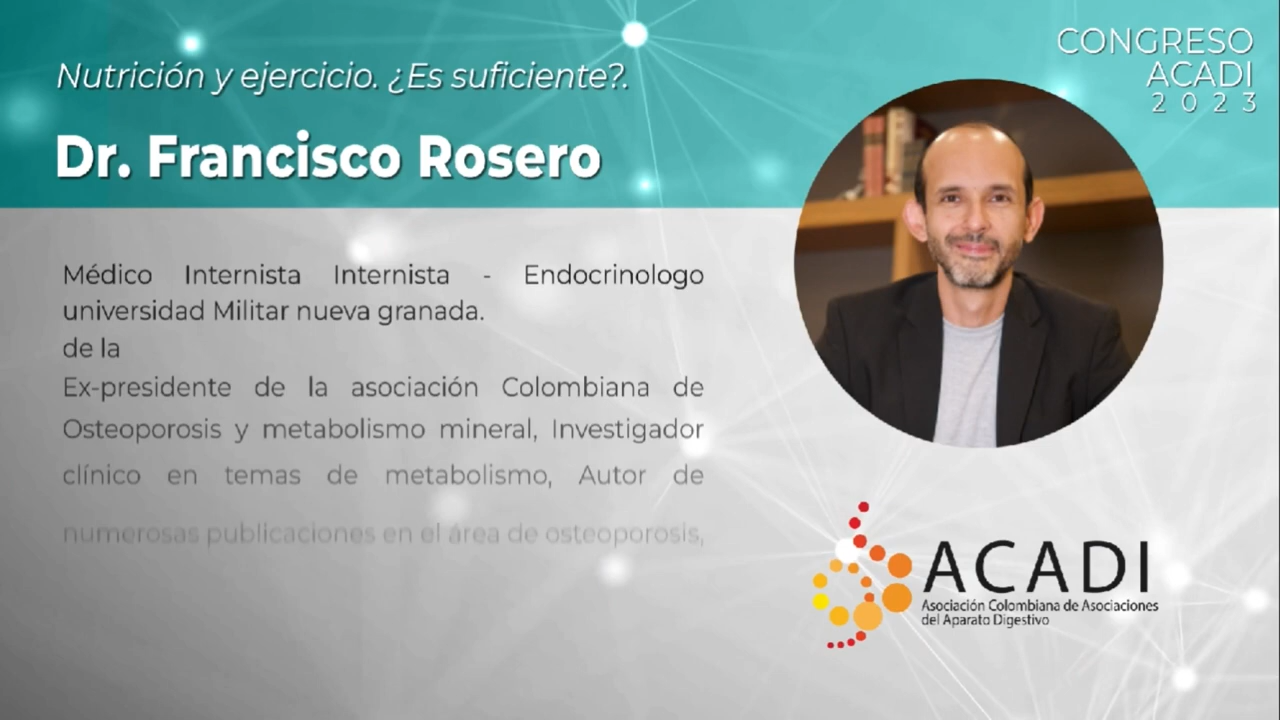 Nutrición y ejercicio. ¿Es suficiente?.
Dr. Francisco Rosero
CONGRESO
ACADI
2023
Médico Internista Internista - Endocrinologo
universidad Militar nueva granada.
de la
Ex-presidente de la asociación Colombiana de
Osteoporosis y metabolismo mineral, Investigador
clínico en temas de metabolismo, Autor de
numerosas publicaciones en el área de osteoporosis,
ACADI
Asociación Colombiana de Asociaciones
del Aparato Digestivo